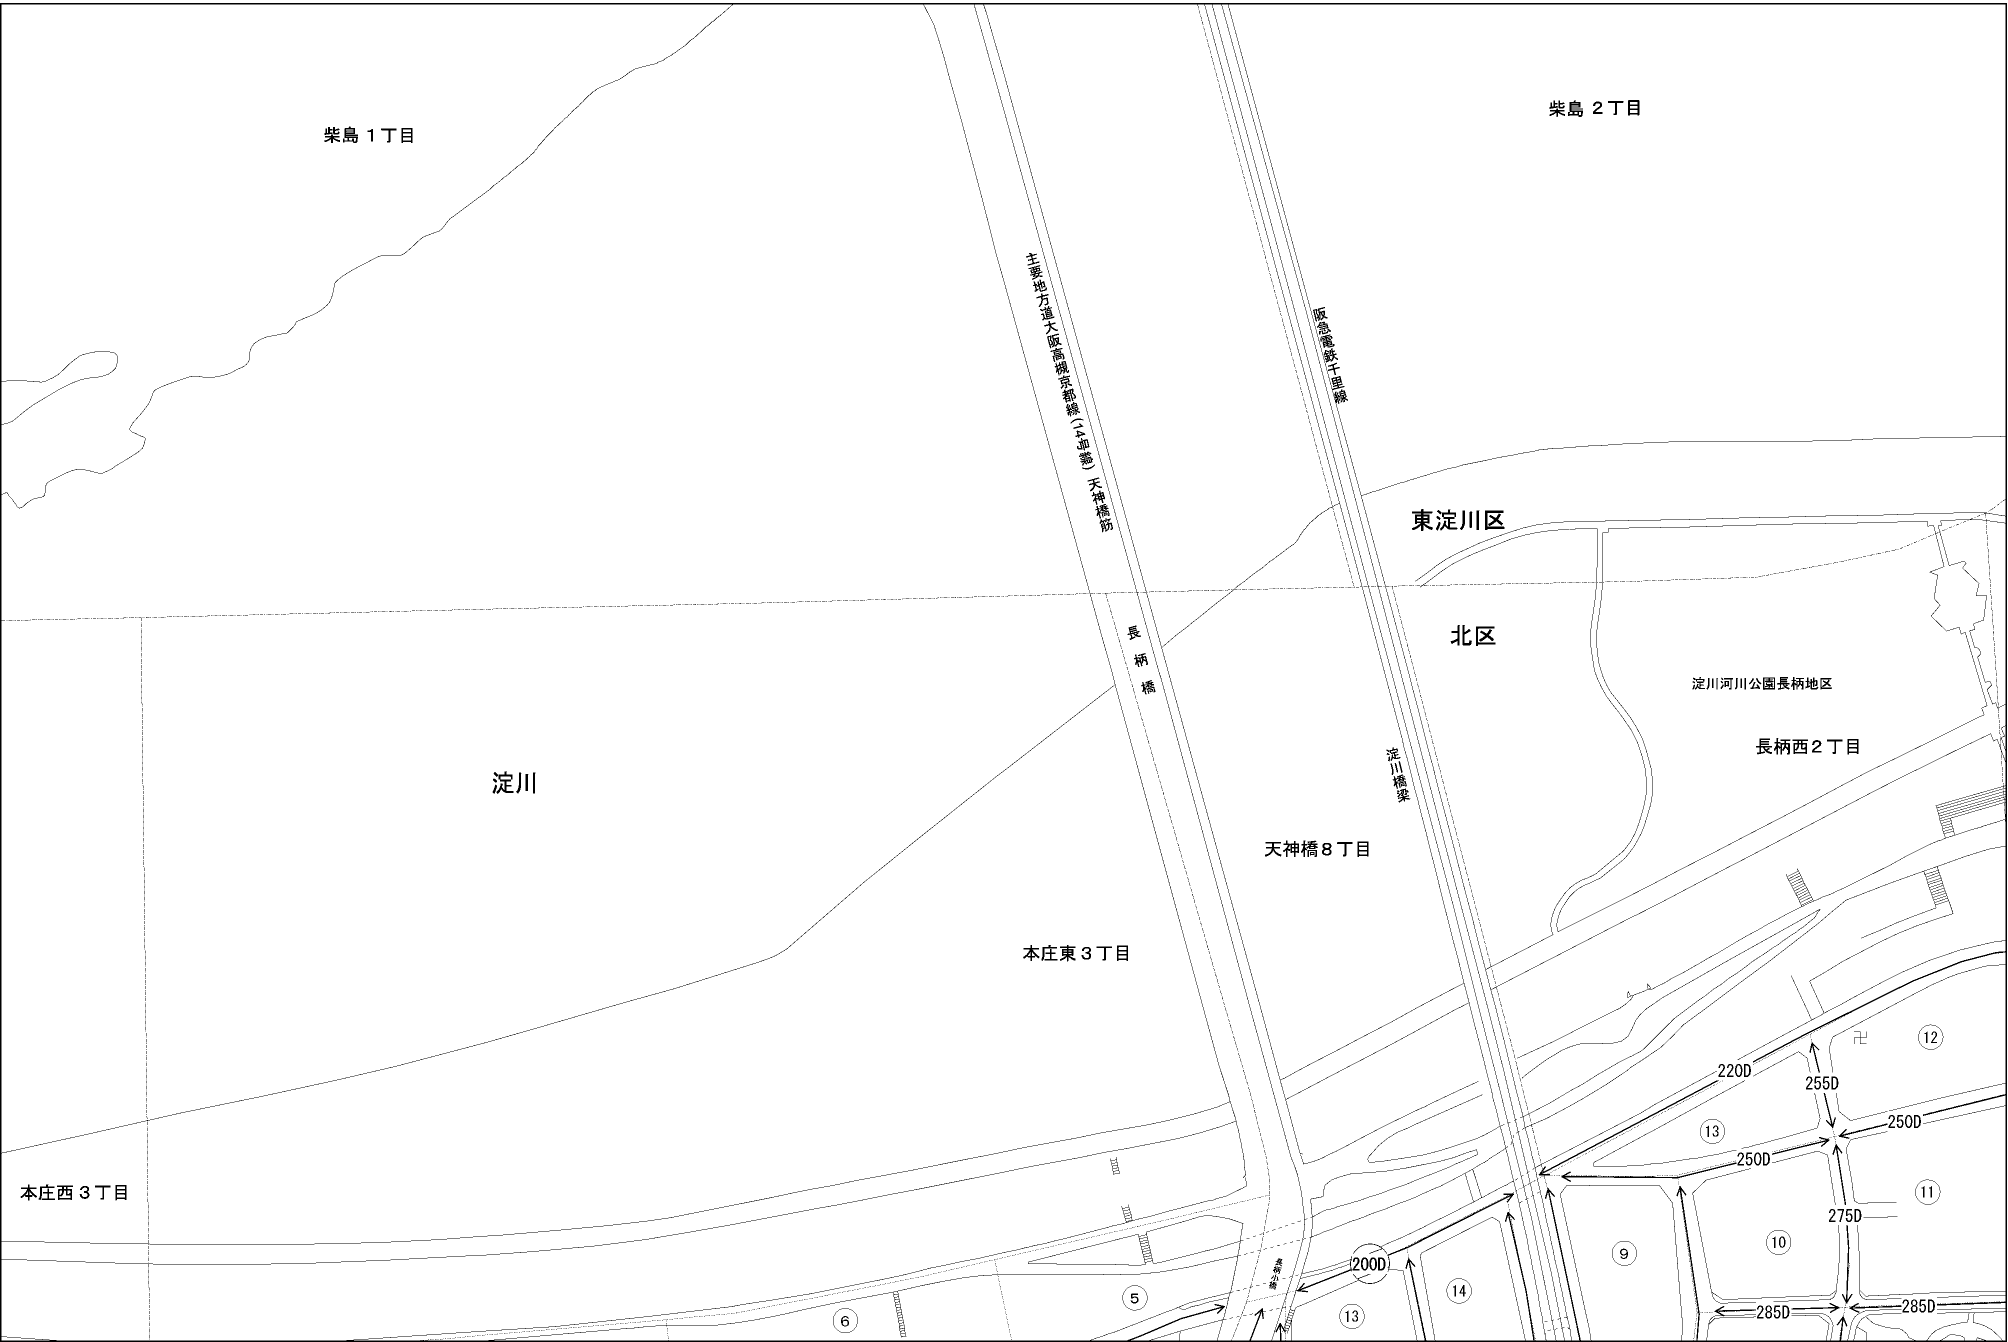 柴島１丁目
柴島 ２丁目
主要地方道大阪高槻京都線(14号線) 天神橋筋
阪急電鉄千里線
東淀川区
北区
長柄橋
淀川河川公園長柄地区
長柄西２丁目
淀川橋梁
淀川
天神橋８丁目
本庄東３丁目
本庄西３丁目
卍
12
220D
255D
250D
13
250D
11
275D
10
9
200D
長柄小橋
14
5
13
6
285D
285D